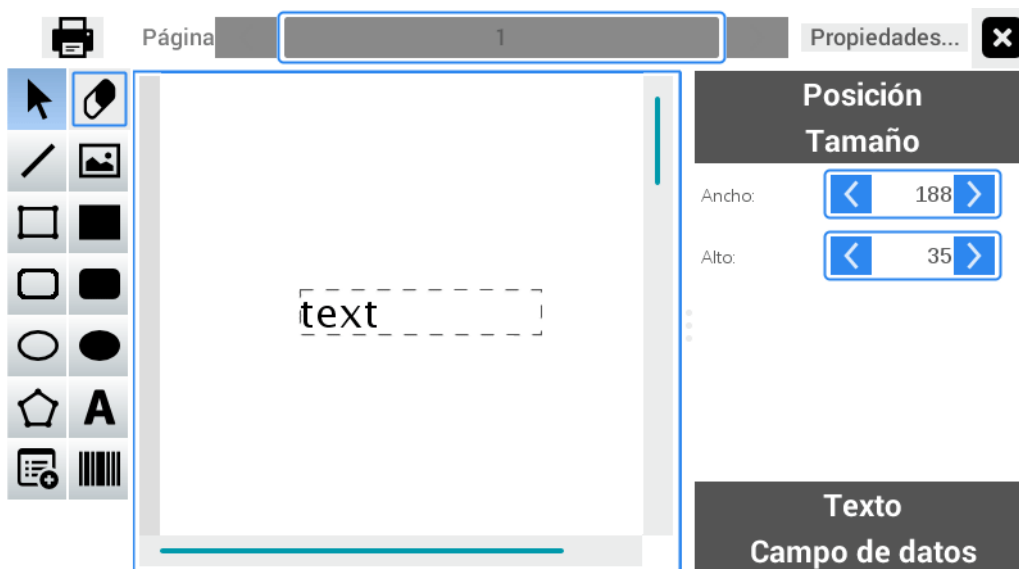 Página
1
Propiedades...
Posición
Tamaño
Ancho:
188
Alto:
35
text
A
Texto
Campo de datos